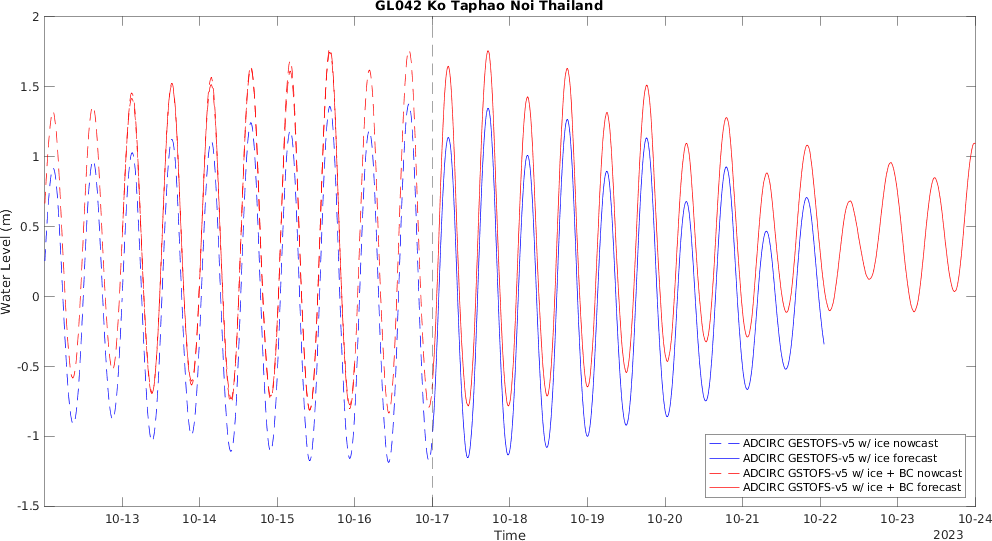 GL042 Ko Taphao Noi Thailand
2
1.5
1
0.5
0
-0.5
-1
-1.5
Water Level (m)
10-13 10-14 10-15 10-16 10-17 10-18 10-19 10-20 10-21 10-22 10-23 10-24
Time
2023
ADCIRC GESTOFS-v5 w/ ice nowcast
ADCIRC GESTOFS-v5 w/ ice forecast
ADCIRC GSTOFS-v5 w/ ice + BC nowcast
ADCIRC GSTOFS-v5 w/ ice + BC forecast